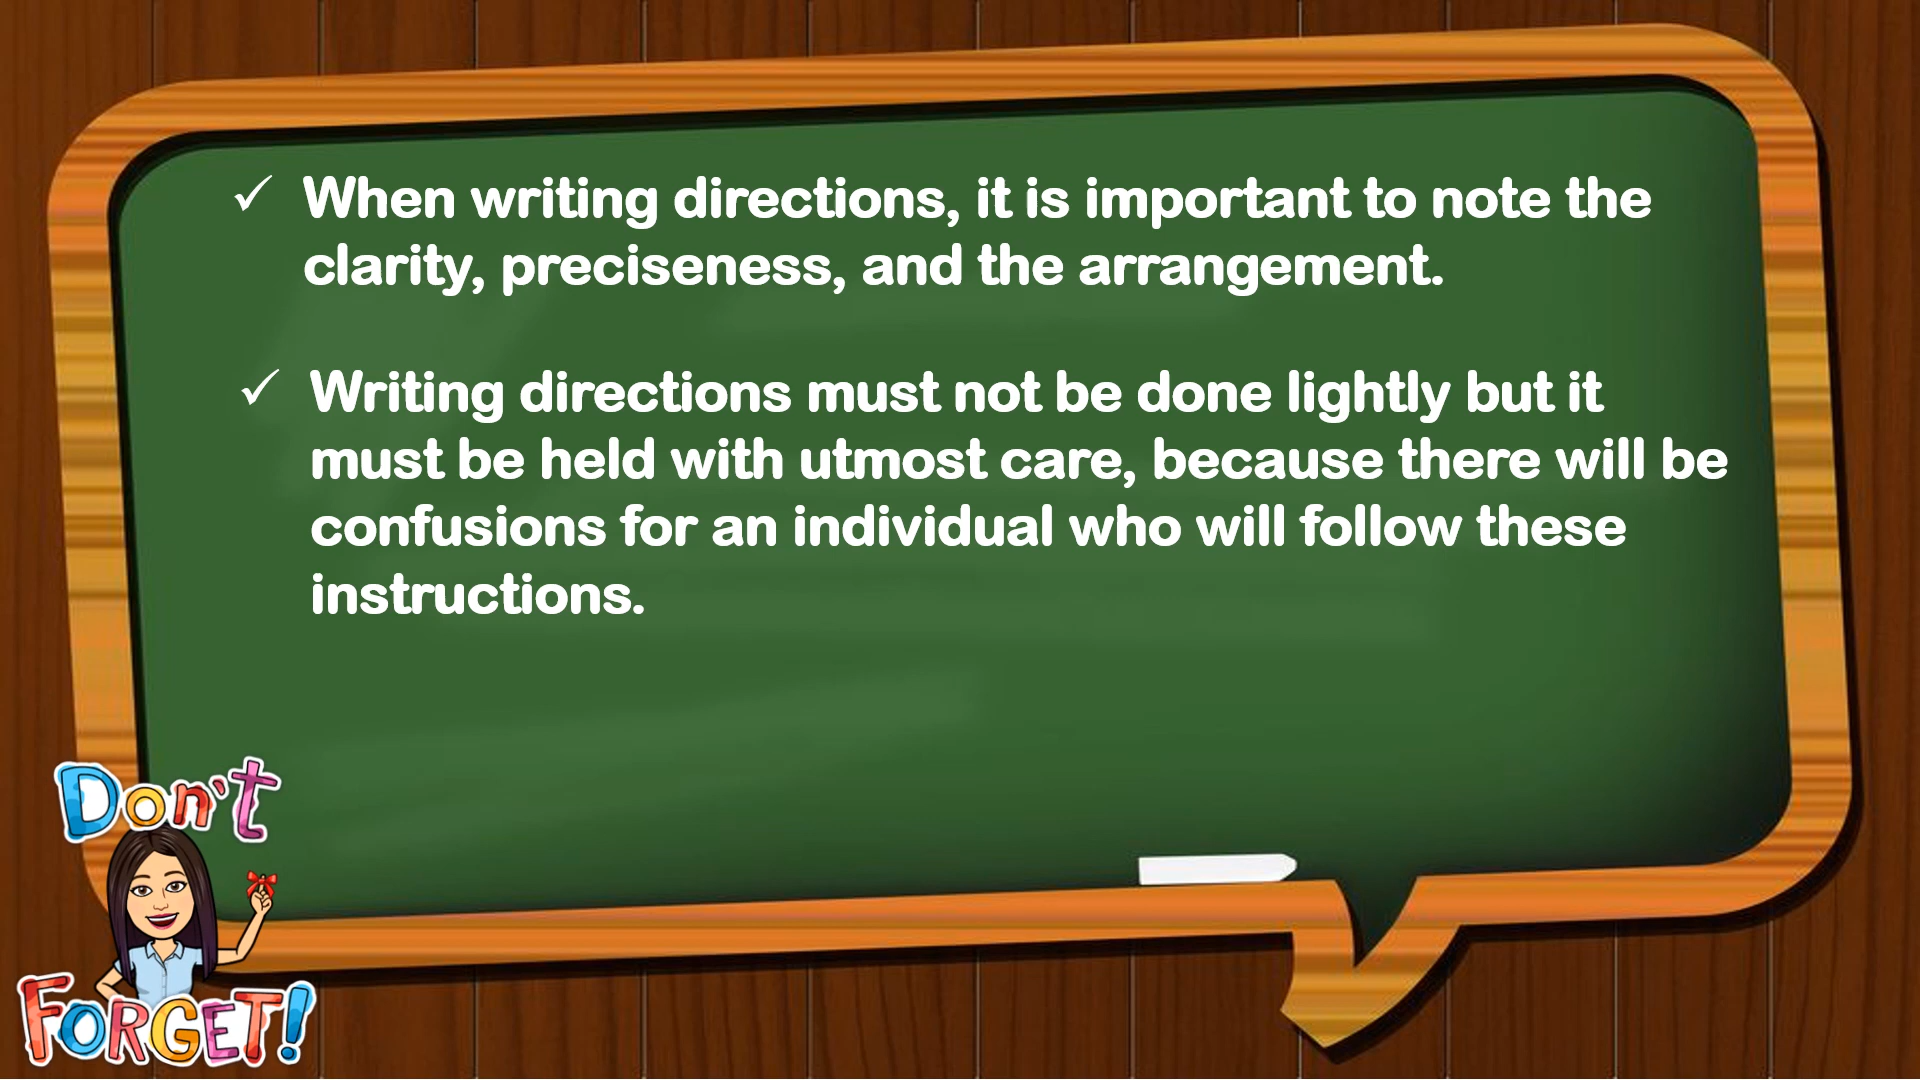 ✓ When writing directions, it is important to note the
clarity, preciseness, and the arrangement.
✓ Writing directions must not be done lightly but it
must be held with utmost care, because there will be
confusions for an individual who will follow these
instructions.
Don't
FORGET!